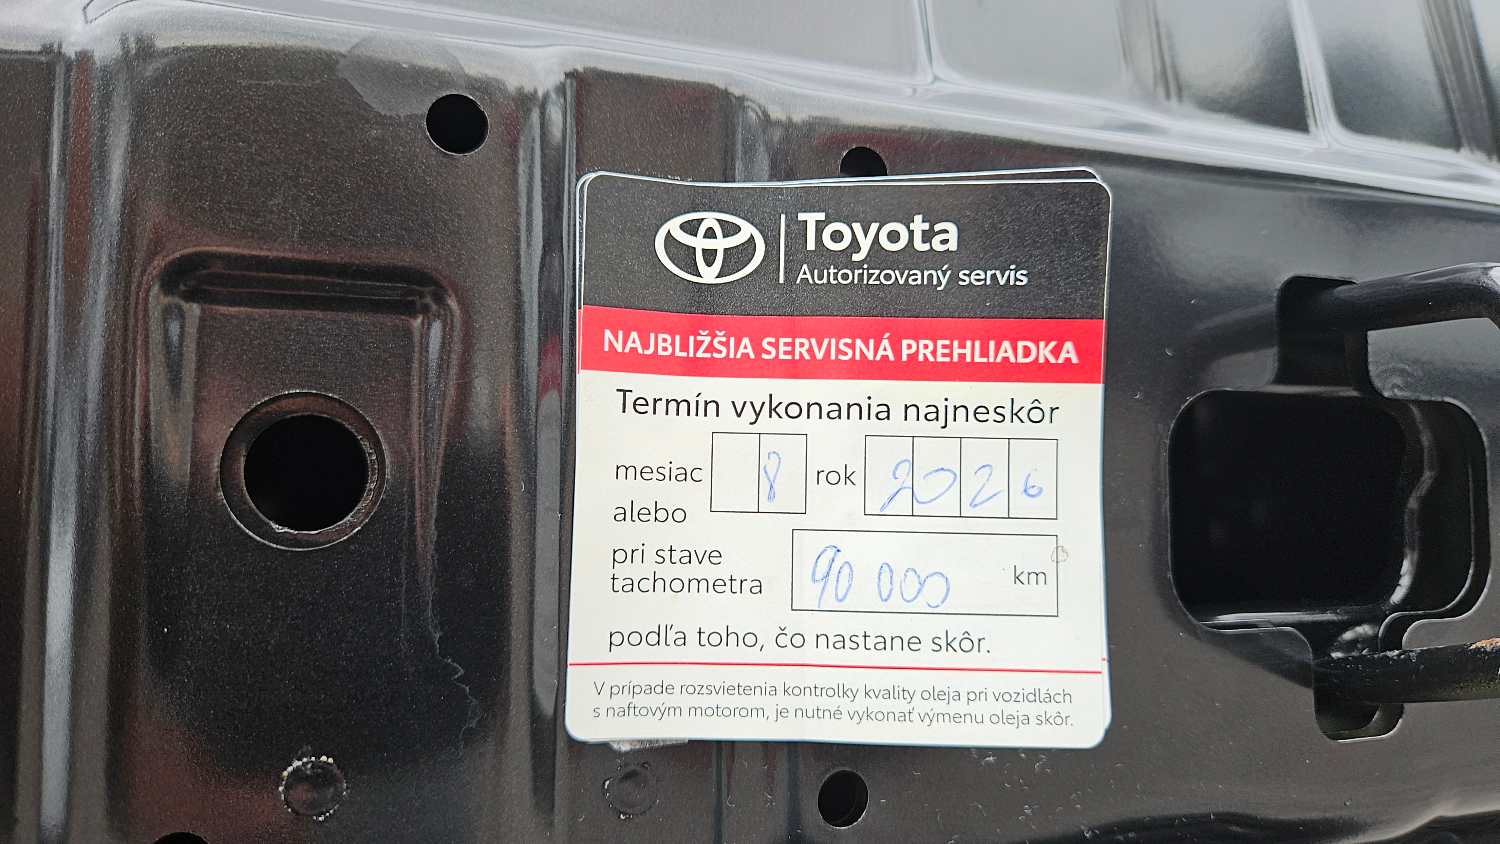 Toyota
Autorizovaný servis
NAJBLIŽŠIA SERVISNÁ PREHLIADKA
Termín vykonania najneskôr
mesiac 8 rok 2026
alebo
pri stave
tachometra 90 000 km
podľa toho, čo nastane skôr.
V prípade rozsvietenia kontrolky kvality oleja pri vozidlách
s naftovým motorom, je nutné vykonať výmenu oleja skôr.